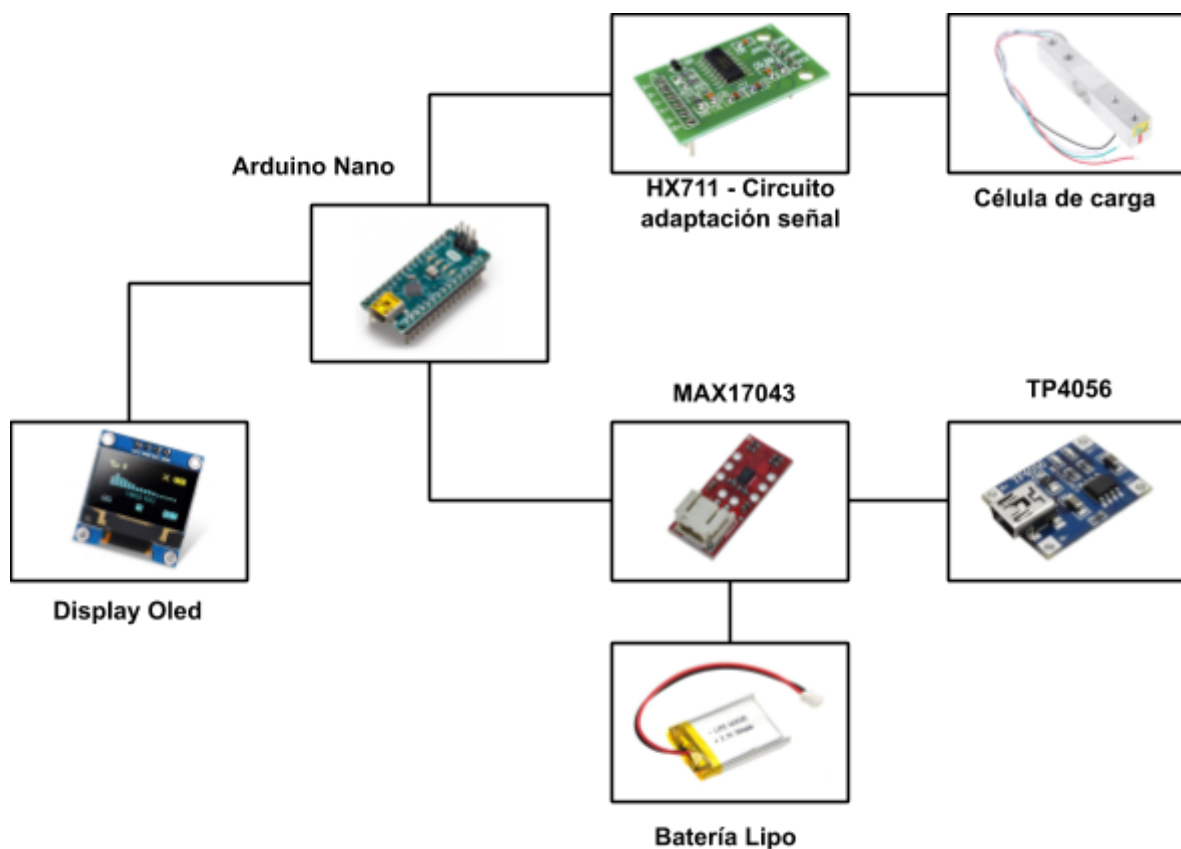 Arduino Nano
HX711 - Circuito
adaptación señal
Célula de carga
MAX17043
TP4056
Display Oled
Batería Lipo